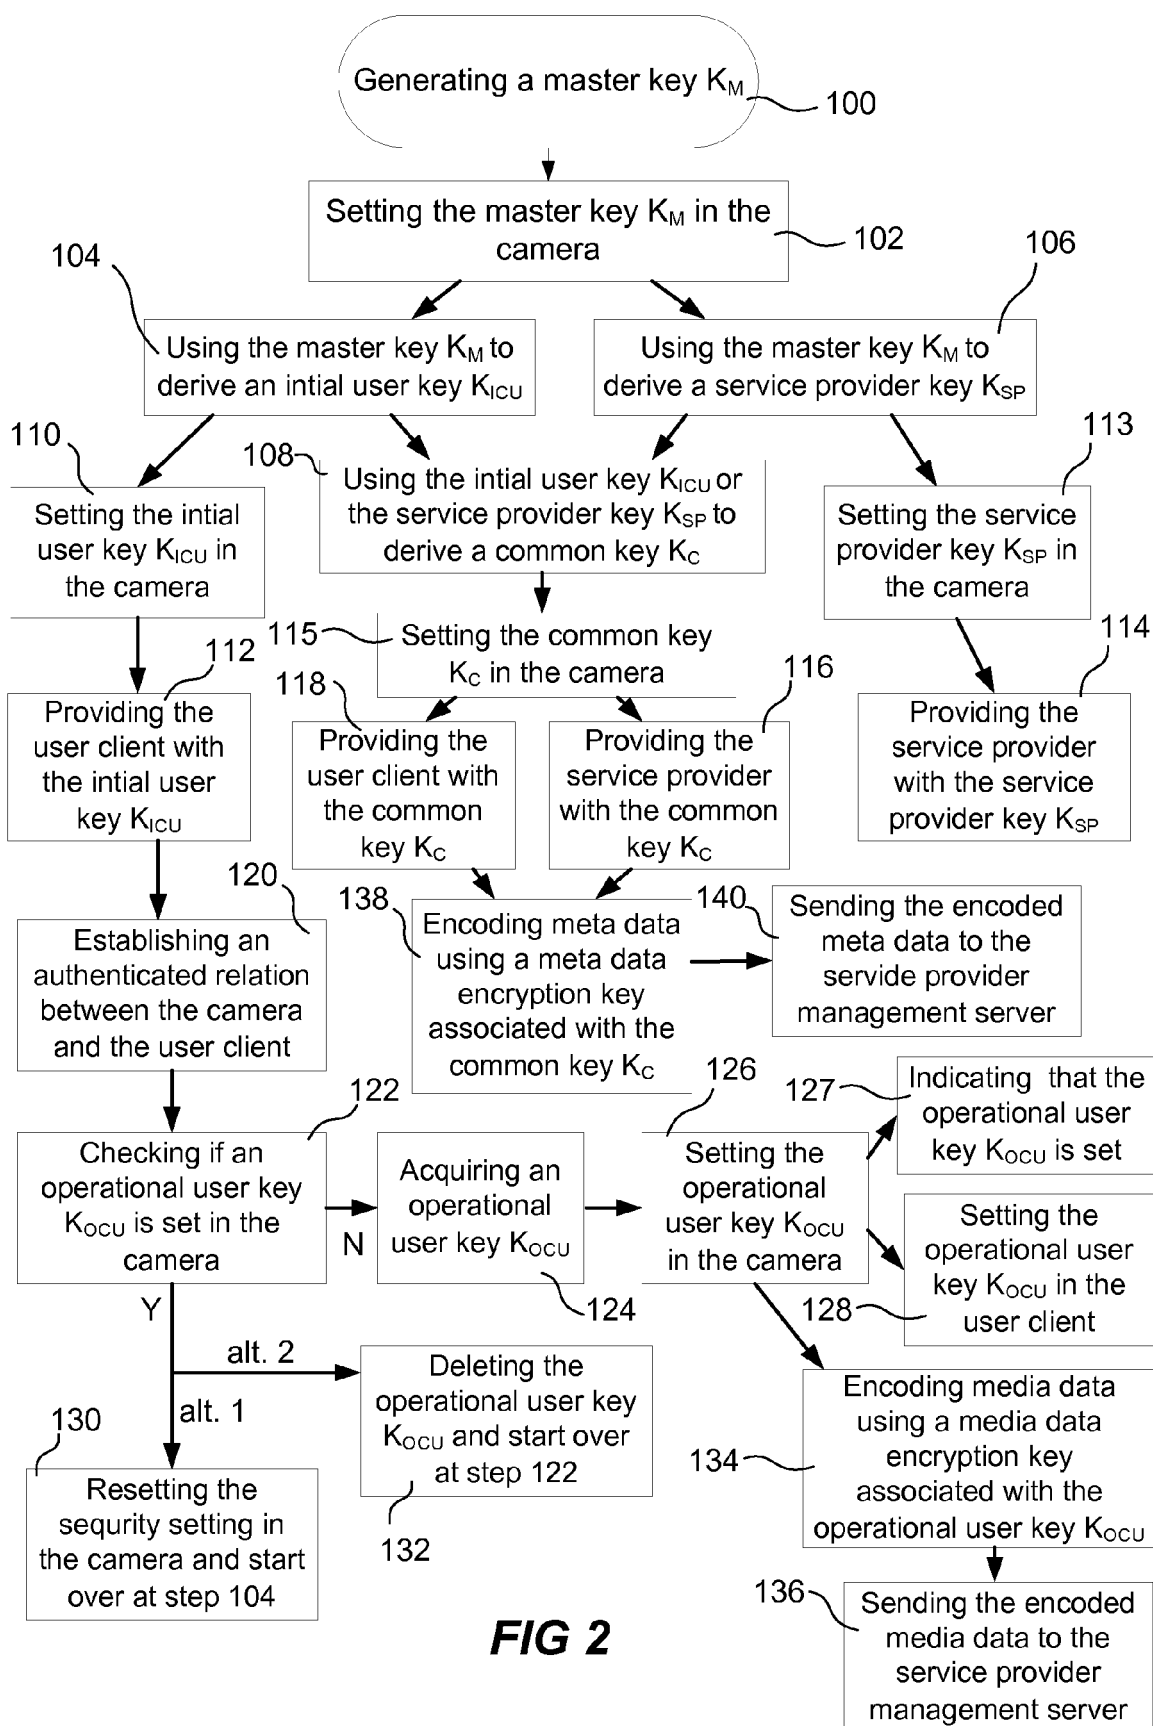 Generating a master key KM
100
Setting the master key KM in the
camera
102
104
106
Using the master key KM to
derive an intial user key KICU
Using the master key KM to
derive a service provider key KSP
110
108
113
Using the intial user key KICU or
the service provider key KSP to
derive a common key KC
Setting the intial
user key KICU in
the camera
Setting the service
provider key KSP in
the camera
115
Setting the common key
KC in the camera
112
118
116
114
Providing the
user client with
the intial user
key KICU
Providing the
user client with
the common
key KC
Providing the
service provider
with the common
key KC
Providing the
service provider
with the service
provider key KSP
120
138
140
Establishing an
authenticated relation
between the camera
and the user client
Encoding meta data
using a meta data
encryption key
associated with the
common key KC
Sending the encoded
meta data to the
servide provider
management server
122
126
127
Indicating that the
operational user
key KOCU is set
Checking if an
operational user key
KOCU is set in the
camera
N
Acquiring an
operational
user key KOCU
124
Setting the
operational
user key KOCU
in the camera
Setting the
operational user
key KOCU in the
user client
128
Y
alt. 2
alt. 1
Deleting the
operational user key
KOCU and start over
at step 122
132
130
Resetting the
sequrity setting in
the camera and start
over at step 104
134
Encoding media data
using a media data
encryption key
associated with the
operational user key KOCU
136
Sending the encoded
media data to the
service provider
management server
FIG 2